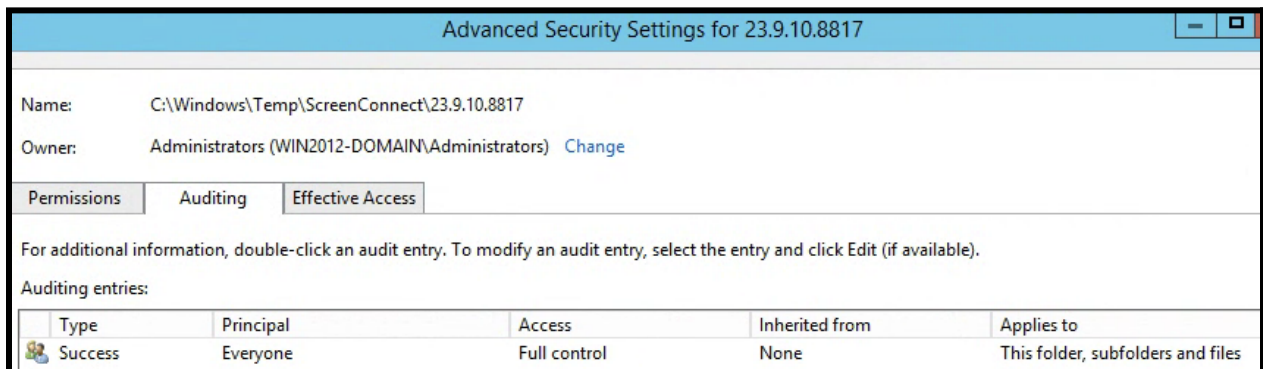 Advanced Security Settings for 23.9.10.8817
Name: C:\Windows\Temp\ScreenConnect\23.9.10.8817
Owner: Administrators (WIN2012-DOMAIN\Administrators) Change
Permissions Auditing Effective Access
For additional information, double-click an audit entry. To modify an audit entry, select the entry and click Edit (if available).
Auditing entries:
Type Principal Access Inherited from Applies to
Success Everyone Full control None This folder, subfolders and files